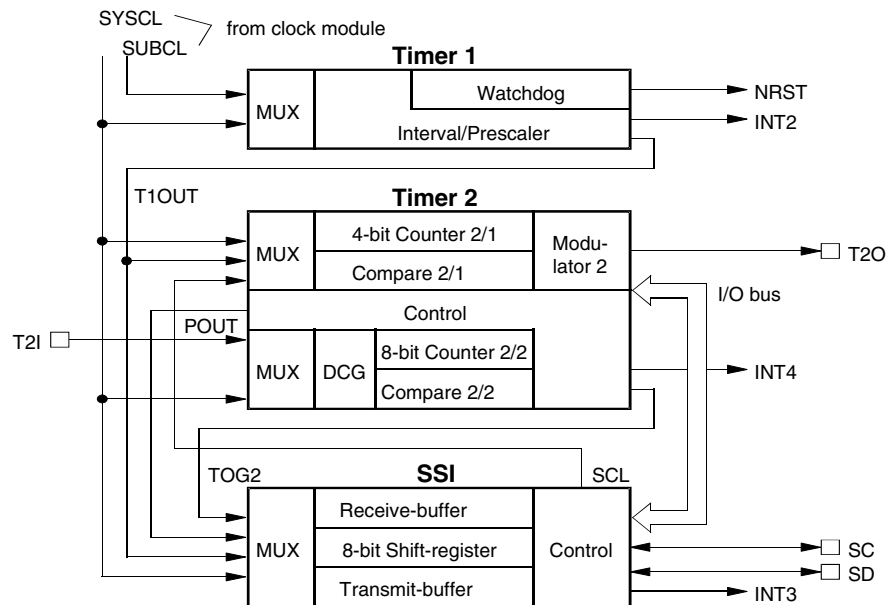 SYSCL
from clock module
SUBCL
Timer 1
Watchdog
NRST
MUX
INT2
Interval/Prescaler
T1OUT
Timer 2
4-bit Counter 2/1
Modu-
lator 2
MUX
T2O
Compare 2/1
I/O bus
Control
POUT
T2I
8-bit Counter 2/2
MUX
DCG
INT4
Compare 2/2
TOG2
SSI
SCL
Receive-buffer
MUX
8-bit Shift-register
Control
SC
SD
Transmit-buffer
INT3